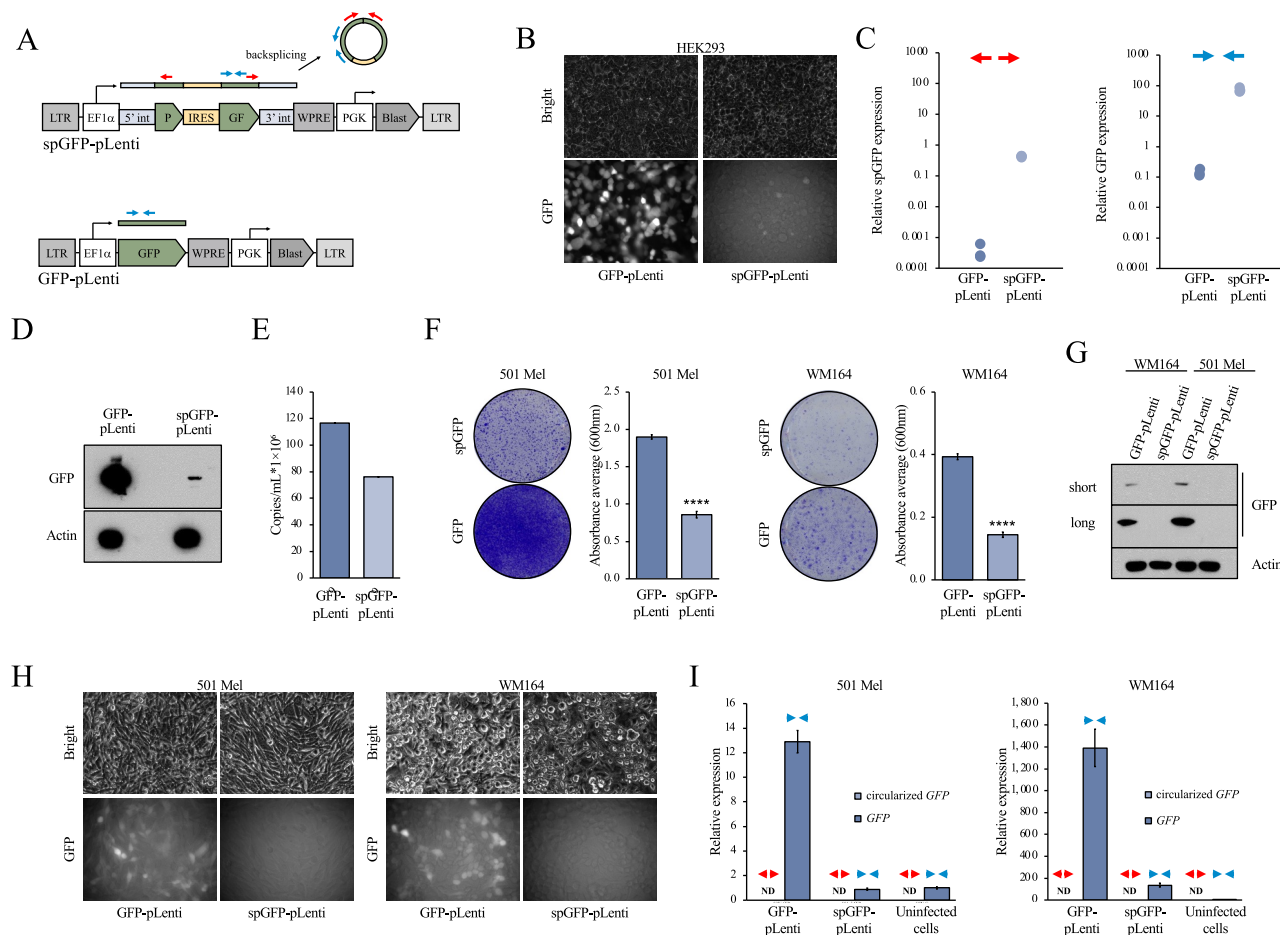 A
backsplicing
LTR
EF1α
5' int
P
IRES
GF
3' int
WPRE
PGK
Blast
LTR
spGFP-pLenti
LTR
EF1α
GFP
WPRE
PGK
Blast
LTR
GFP-pLenti
B
HEK293
Bright
GFP
GFP-pLenti
spGFP-pLenti
C
Relative spGFP expression
1000
100
10
1
0.1
0.01
0.001
0.0001
GFP-
pLenti
spGFP-
pLenti
Relative GFP expression
1000
100
10
1
0.1
0.01
0.001
0.0001
GFP-
pLenti
spGFP-
pLenti
D
GFP-
pLenti
spGFP-
pLenti
GFP
Actin
E
Copies/mL*1×10⁶
140
120
100
80
60
40
20
0
GFP-
pLenti
spGFP-
pLenti
F
501 Mel
spGFP
GFP
501 Mel
Absorbance average (600nm)
2.5
2.0
1.5
1.0
0.5
0
****
GFP-
pLenti
spGFP-
pLenti
WM164
spGFP
GFP
WM164
Absorbance average (600nm)
0.6
0.4
0.2
0.0
****
GFP-
pLenti
spGFP-
pLenti
G
WM164
501 Mel
GFP-pLenti
spGFP-pLenti
GFP-pLenti
spGFP-pLenti
short
long
GFP
Actin
H
501 Mel
Bright
GFP
GFP-pLenti
spGFP-pLenti
WM164
Bright
GFP
GFP-pLenti
spGFP-pLenti
I
501 Mel
Relative expression
16
14
12
10
8
6
4
2
0
circularized GFP
GFP
ND
ND
ND
GFP-
pLenti
spGFP-
pLenti
Uninfected
cells
WM164
Relative expression
1,800
1,600
1,400
1,200
1,000
800
600
400
200
0
circularized GFP
GFP
ND
ND
ND
GFP-
pLenti
spGFP-
pLenti
Uninfected
cells